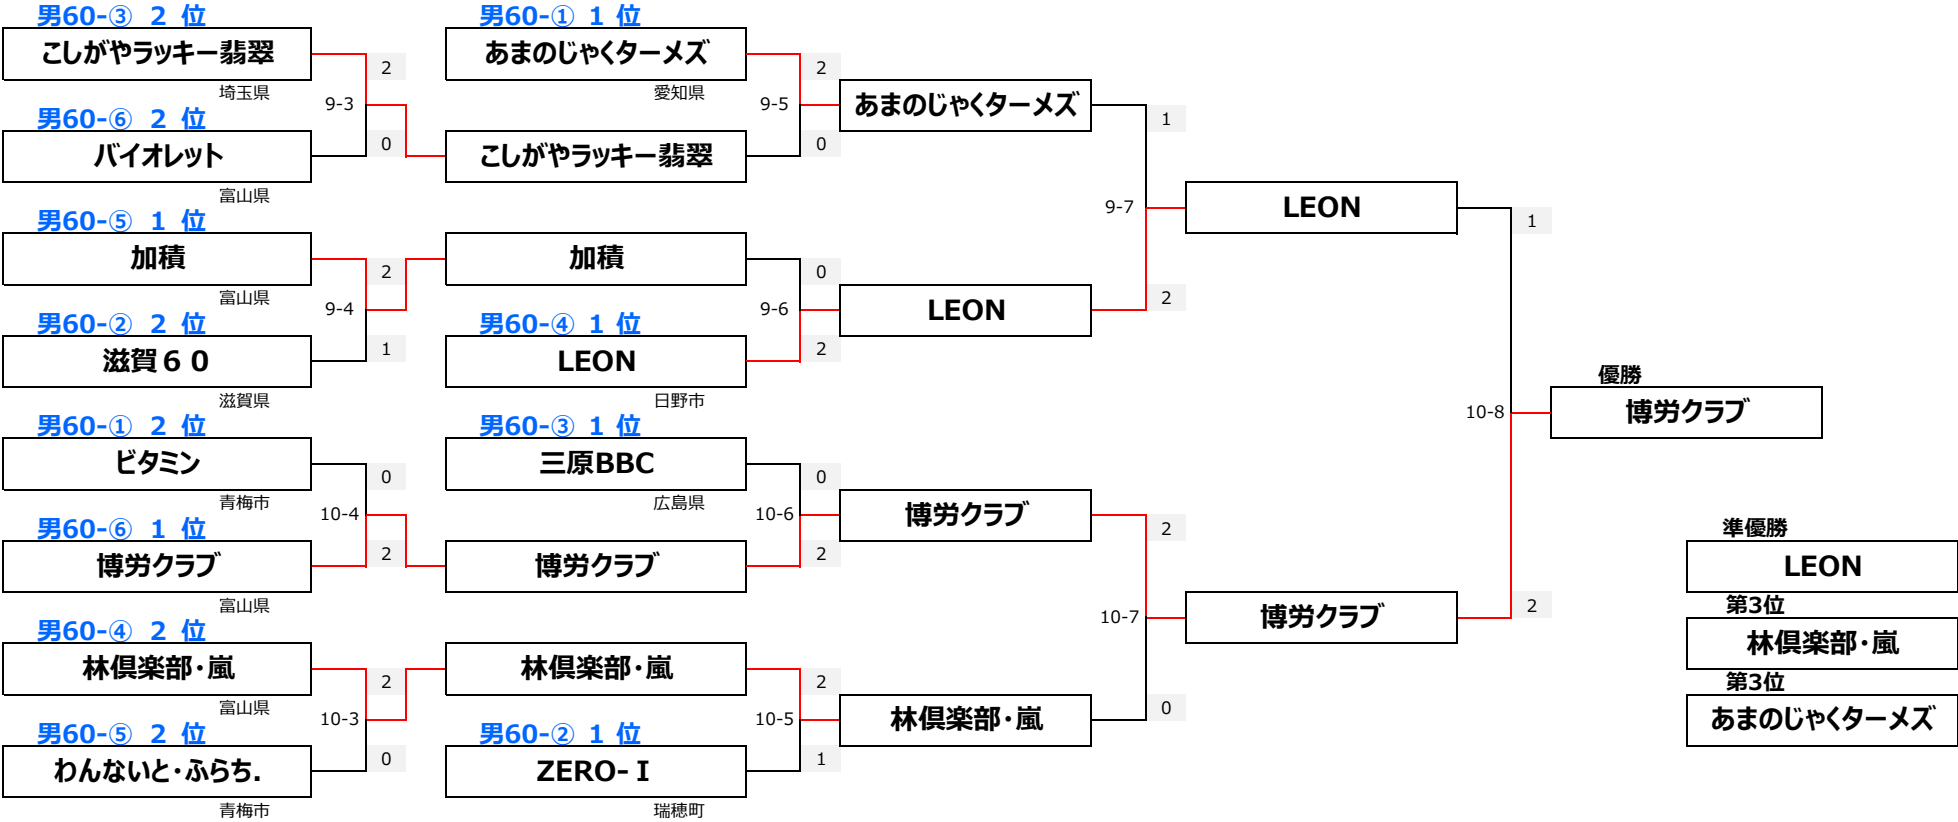 男60-③ 2 位
こしがやラッキー翡翠
埼玉県
男60-⑥ 2 位
バイオレット
富山県
2
9-3
0
男60-⑤ 1 位
加積
富山県
男60-② 2 位
滋賀６０
滋賀県
2
9-4
1
男60-① 2 位
ビタミン
青梅市
男60-⑥ 1 位
博労クラブ
富山県
0
10-4
2
男60-④ 2 位
林倶楽部・嵐
富山県
男60-⑤ 2 位
わんないと・ふらち.
青梅市
2
10-3
0
男60-① 1 位
あまのじゃくターメズ
愛知県
こしがやラッキー翡翠
2
9-5
0
加積
男60-④ 1 位
LEON
日野市
0
9-6
2
男60-③ 1 位
三原BBC
広島県
博労クラブ
0
10-6
2
林倶楽部・嵐
男60-② 1 位
ZERO-Ｉ
瑞穂町
2
10-5
1
あまのじゃくターメズ
LEON
1
9-7
2
博労クラブ
林倶楽部・嵐
2
10-7
0
LEON
博労クラブ
1
10-8
2
優勝
博労クラブ
準優勝
LEON
第3位
林倶楽部・嵐
第3位
あまのじゃくターメズ